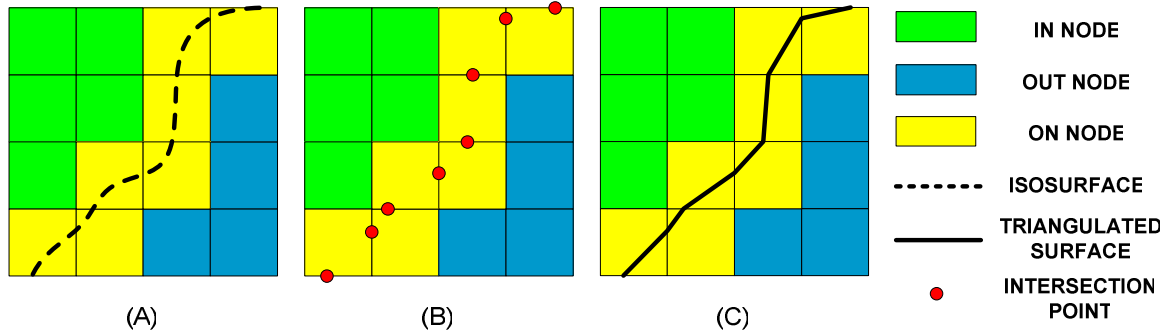 IN NODE
OUT NODE
ON NODE
ISOSURFACE
TRIANGULATED
SURFACE
INTERSECTION
POINT
(A)
(B)
(C)